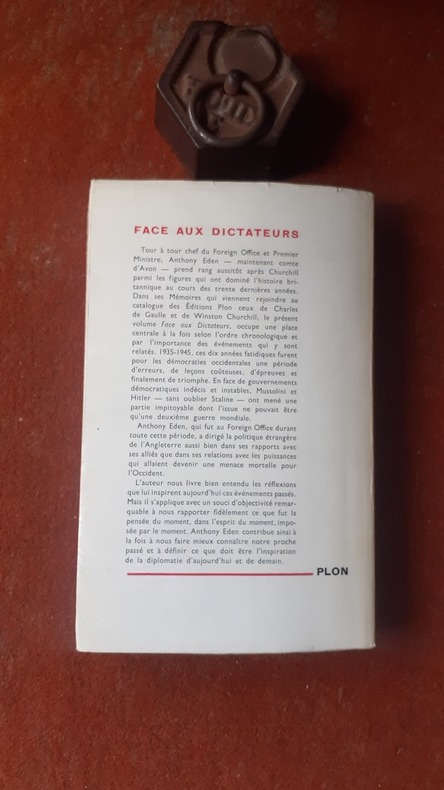 FACE AUX DICTATEURS
Tour à tour chef du Foreign Office et Premier
Ministre, Anthony Eden — maintenant comte
d'Avon — prend rang aussitôt après Churchill
parmi les figures qui ont dominé l'histoire bri-
tannique au cours des trente dernières années.
Dans ses Mémoires qui viennent rejoindre au
catalogue des Éditions Plon ceux de Charles
de Gaulle et de Winston Churchill, le présent
volume Face aux Dictateurs, occupe une place
centrale à la fois selon l'ordre chronologique et
par l'importance des événements qui y sont
relatés. 1935-1945, ces dix années fatidiques furent
pour les démocraties occidentales une période
d'erreurs, de leçons coûteuses, d'épreuves et
finalement de triomphe. En face de gouvernements
démocratiques indécis et instables, Mussolini et
Hitler — sans oublier Staline — ont mené une
partie impitoyable dont l'issue ne pouvait être
qu'une deuxième guerre mondiale.
Anthony Eden, qui fut au Foreign Office durant
toute cette période, a dirigé la politique étrangère
de l'Angleterre aussi bien dans ses rapports avec
ses alliés que dans ses relations avec les puissances
qui allaient devenir une menace mortelle pour
l'Occident.
L'auteur nous livre bien entendu les réflexions
que lui inspirent aujourd'hui ces événements passés.
Mais il s'applique avec un souci d'objectivité remar-
quable à nous rapporter fidèlement ce que fut la
pensée du moment, dans l'esprit du moment, impo-
sée par le moment. Anthony Eden contribue ainsi à
la fois à nous faire mieux connaître notre proche
passé et à définir ce que doit être l'inspiration
de la diplomatie d'aujourd'hui et de demain.
PLON